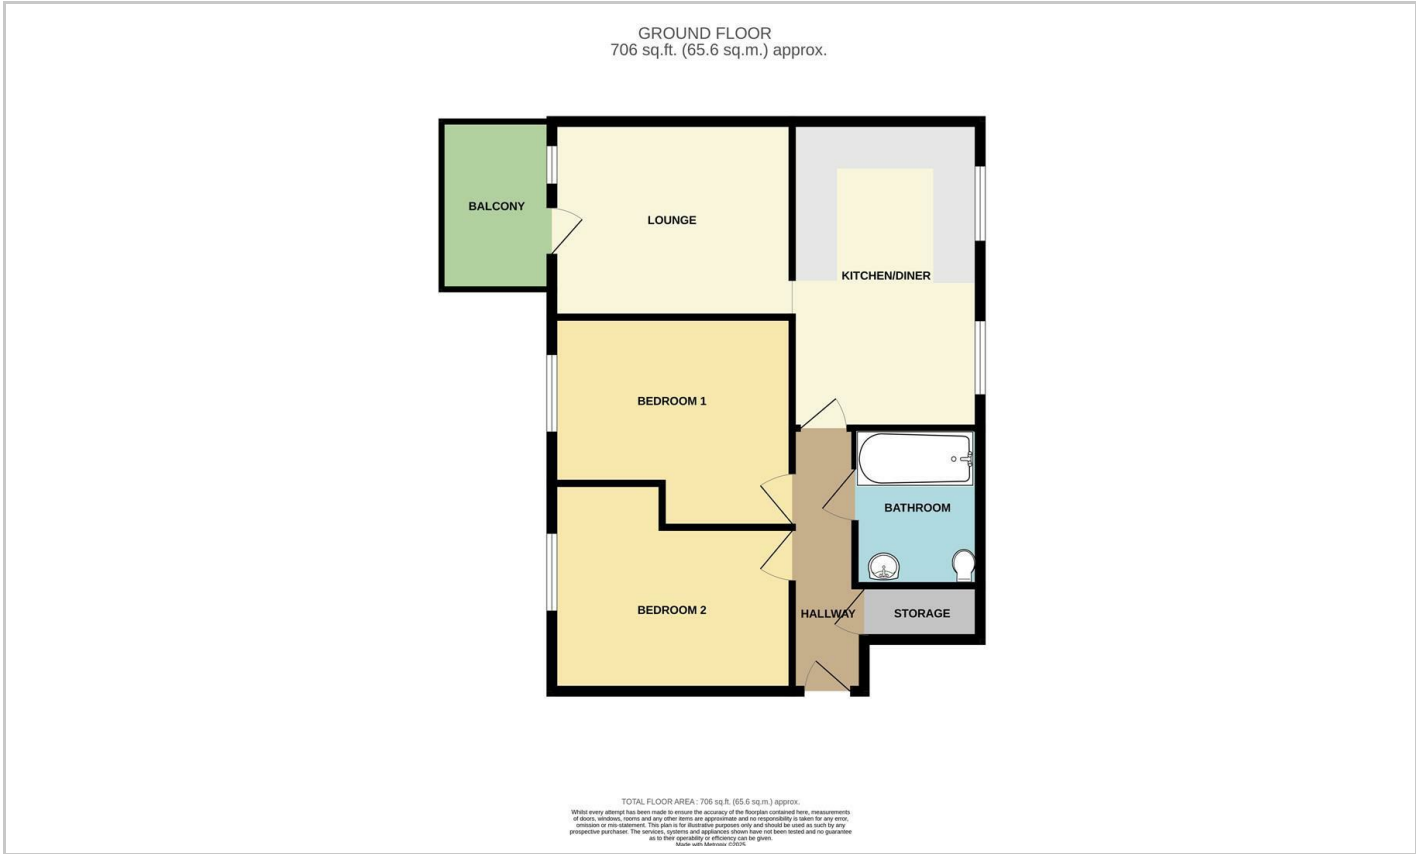 GROUND FLOOR
706 sq.ft. (65.6 sq.m.) approx.
BALCONY
LOUNGE
KITCHEN/DINER
BEDROOM 1
BATHROOM
BEDROOM 2
HALLWAY
STORAGE
TOTAL FLOOR AREA : 706 sq.ft. (65.6 sq.m.) approx.
Whilst every attempt has been made to ensure the accuracy of the floorplan contained here, measurements
of doors, windows, rooms and any other items are approximate and no responsibility is taken for any error,
omission or mis-statement. This plan is for illustrative purposes only and should be used as such by any
prospective purchaser. The services, systems and appliances shown have not been tested and no guarantee
as to their operability or efficiency can be given.
Made with Metropix ©2025